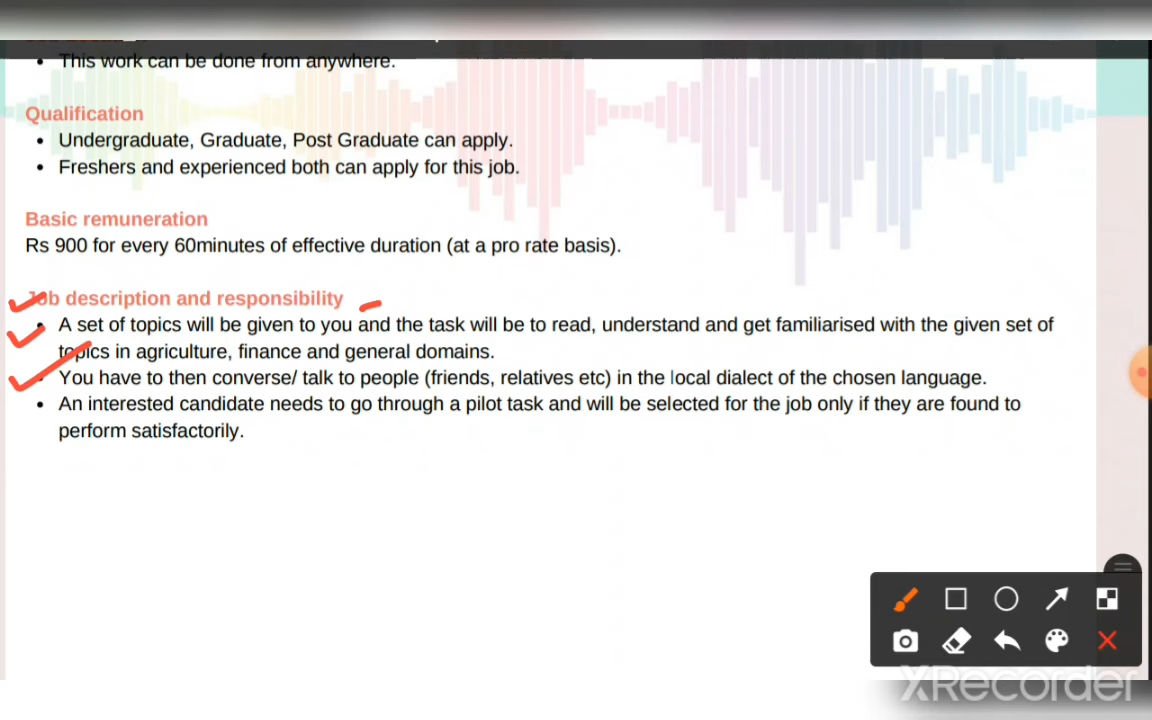 • This work can be done from anywhere.
Qualification
• Undergraduate, Graduate, Post Graduate can apply.
• Freshers and experienced both can apply for this job.
Basic remuneration
Rs 900 for every 60minutes of effective duration (at a pro rate basis).
Job description and responsibility
• A set of topics will be given to you and the task will be to read, understand and get familiarised with the given set of
topics in agriculture, finance and general domains.
• You have to then converse/ talk to people (friends, relatives etc) in the local dialect of the chosen language.
• An interested candidate needs to go through a pilot task and will be selected for the job only if they are found to
perform satisfactorily.
XRecorder